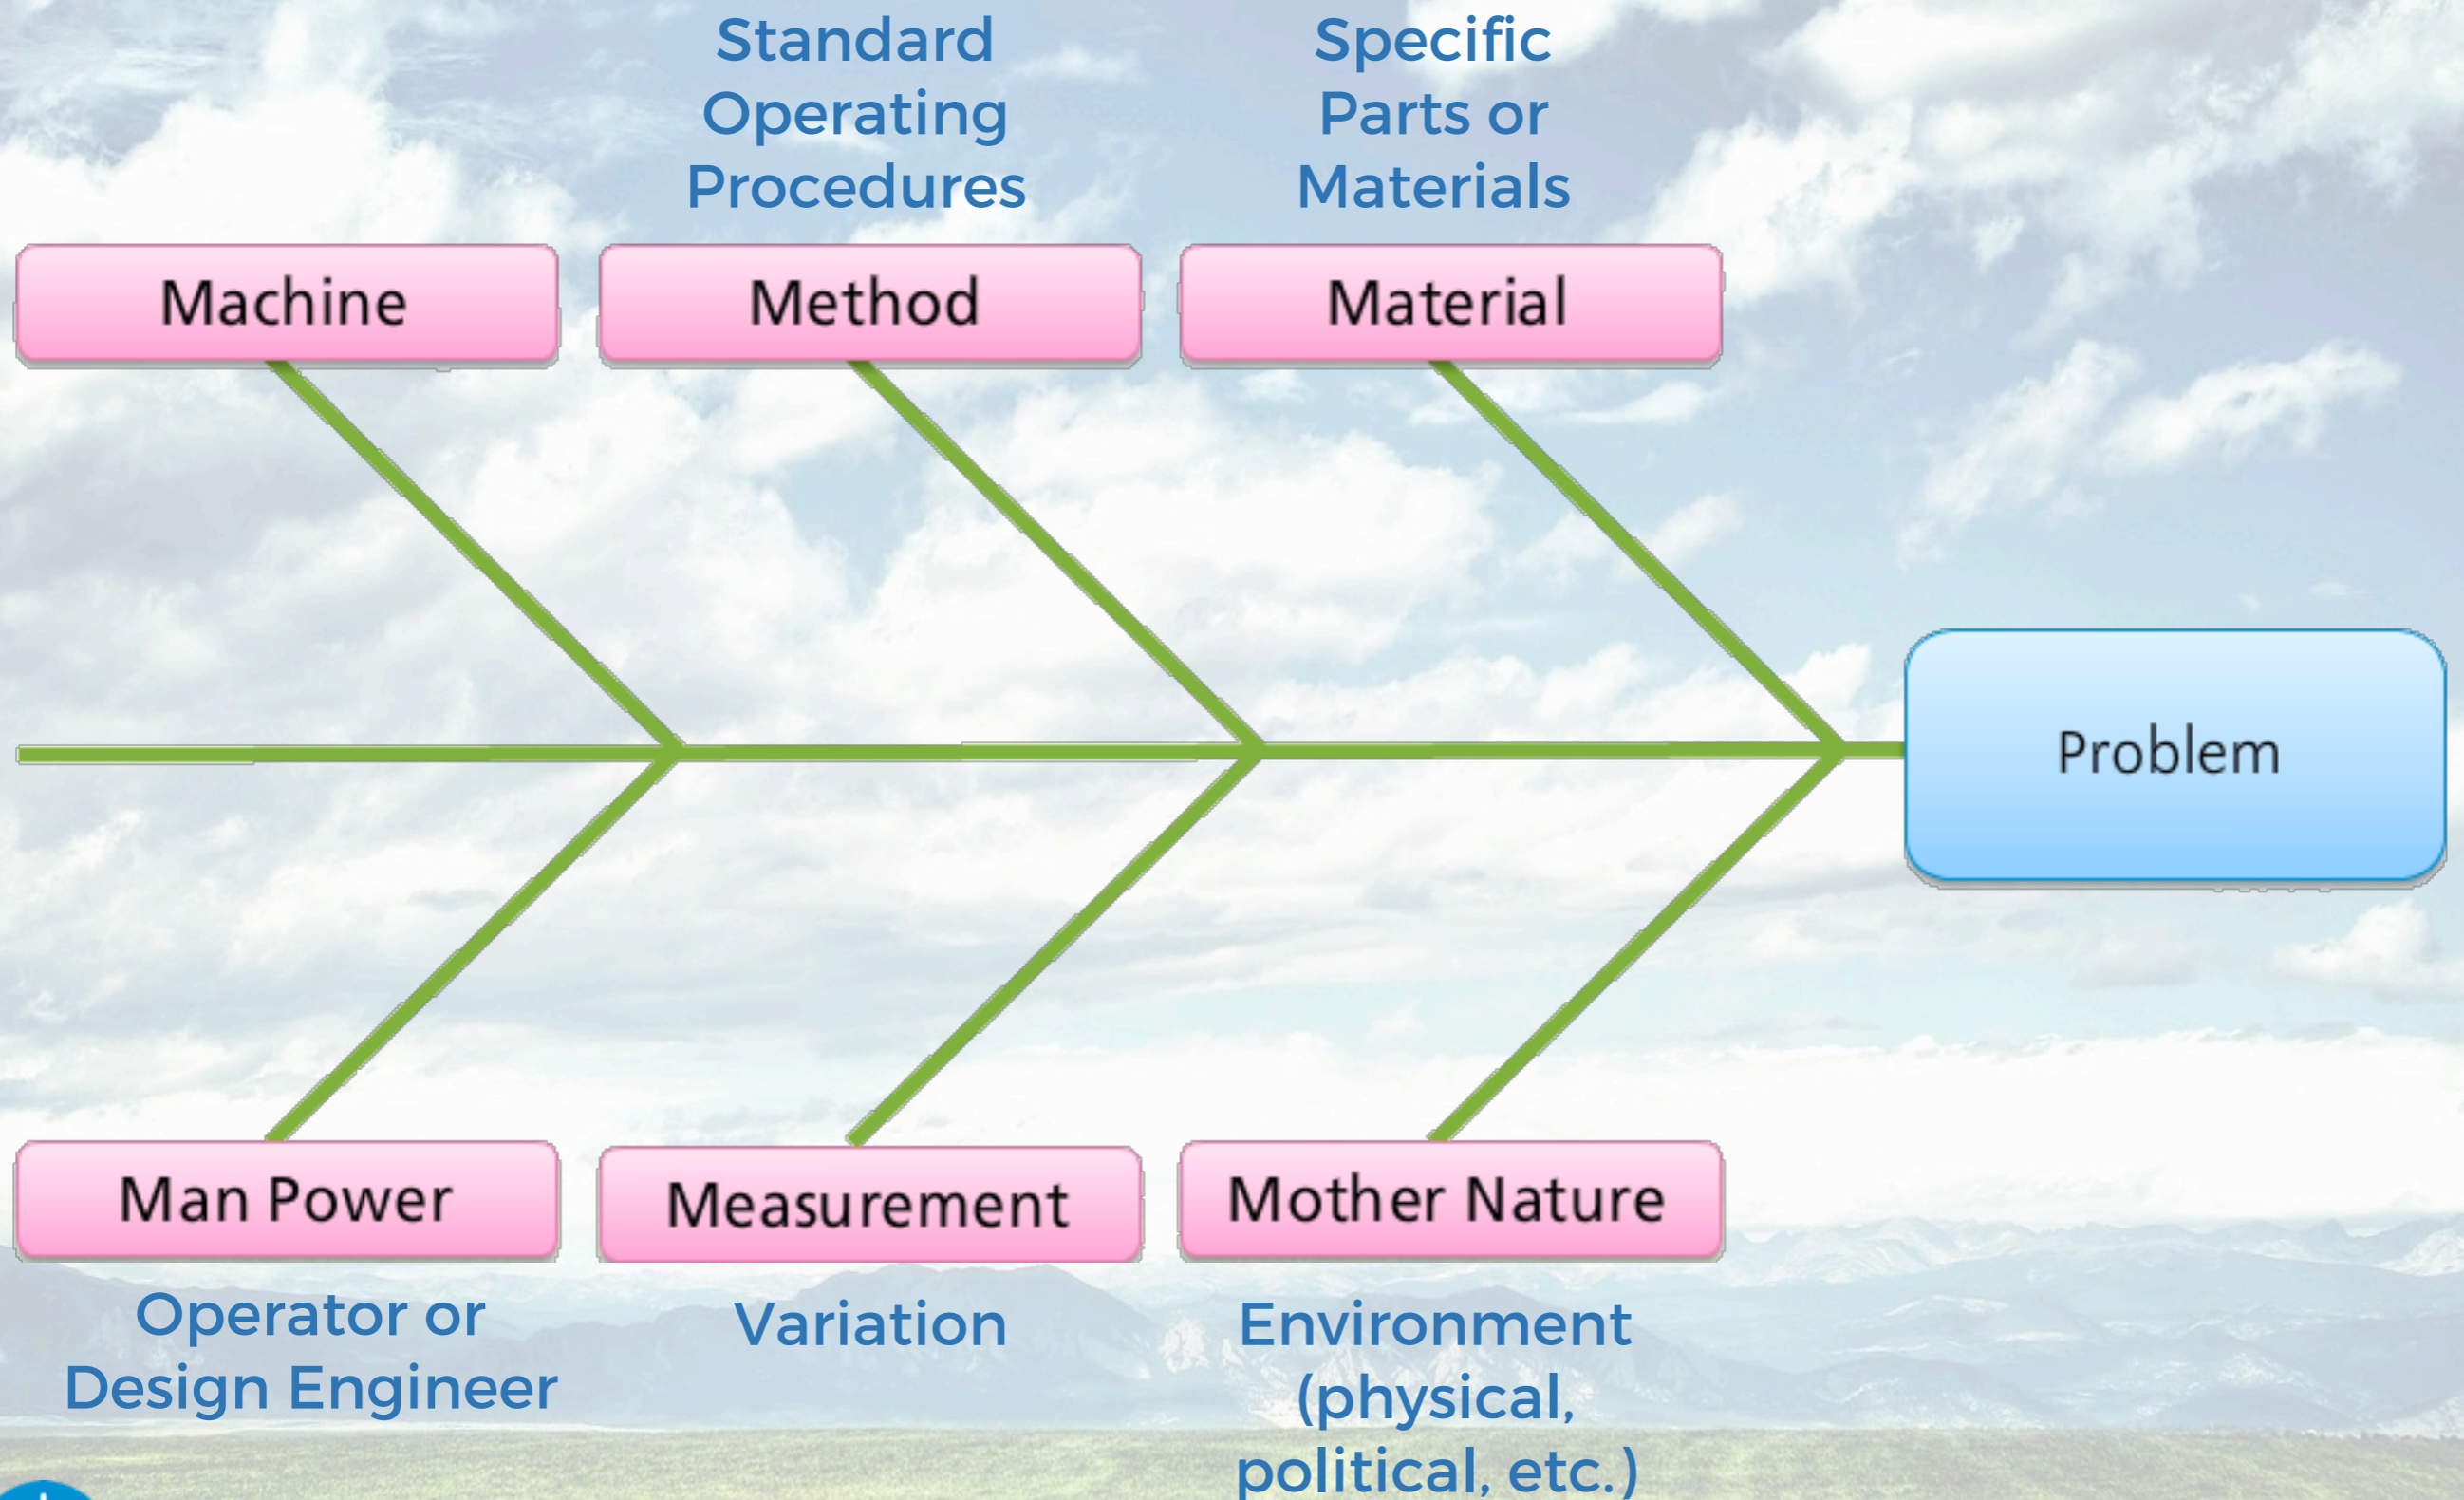 Standard
Operating
Procedures
Specific
Parts or
Materials
Machine
Method
Material
Problem
Man Power
Measurement
Mother Nature
Operator or
Design Engineer
Variation
Environment
(physical,
political, etc.)